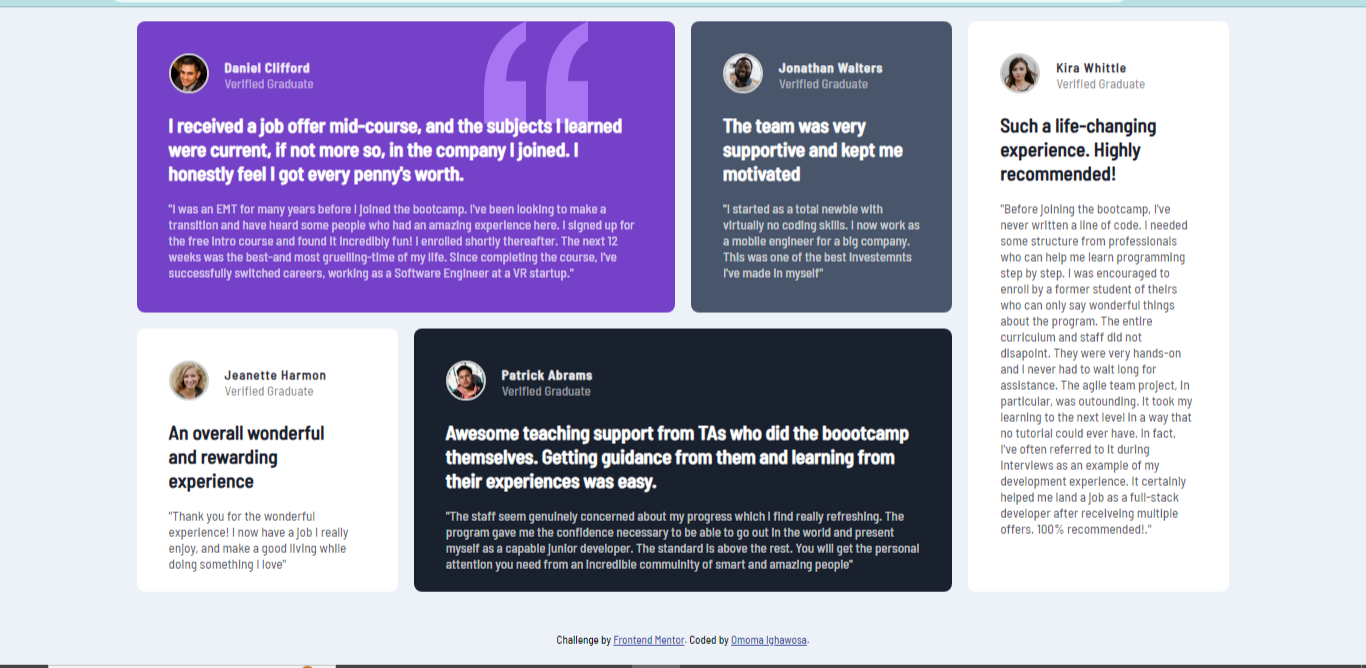 Daniel Clifford
Verified Graduate
I received a job offer mid-course, and the subjects I learned
were current, if not more so, in the company I joined. I
honestly feel I got every penny's worth.
"I was an EMT for many years before I joined the bootcamp. I've been looking to make a
transition and have heard some people who had an amazing experience here. I signed up for
the free intro course and found it incredibly fun! I enrolled shortly thereafter. The next 12
weeks was the best-and most gruelling-time of my life. Since completing the course, I've
successfully switched careers, working as a Software Engineer at a VR startup."
Jonathan Walters
Verified Graduate
The team was very
supportive and kept me
motivated
"I started as a total newbie with
virtually no coding skills. I now work as
a mobile engineer for a big company.
This was one of the best investemnts
I've made in myself"
Kira Whittle
Verified Graduate
Such a life-changing
experience. Highly
recommended!
"Before joining the bootcamp, I've
never written a line of code. I needed
some structure from professionals
who can help me learn programming
step by step. I was encouraged to
enroll by a former student of theirs
who can only say wonderful things
about the program. The entire
curriculum and staff did not
disapoint. They were very hands-on
and I never had to wait long for
assistance. The agile team project, in
particular, was outounding. It took my
learning to the next level in a way that
no tutorial could ever have. In fact,
I've often referred to it during
interviews as an example of my
development experience. It certainly
helped me land a job as a full-stack
developer after receiveing multiple
offers. 100% recommended!."
Jeanette Harmon
Verified Graduate
An overall wonderful
and rewarding
experience
"Thank you for the wonderful
experience! I now have a job I really
enjoy, and make a good living while
doing something I love"
Patrick Abrams
Verified Graduate
Awesome teaching support from TAs who did the boootcamp
themselves. Getting guidance from them and learning from
their experiences was easy.
"The staff seem genuinely concerned about my progress which I find really refreshing. The
program gave me the confidence necessary to be able to go out in the world and present
myself as a capable junior developer. The standard is above the rest. You will get the personal
attention you need from an incredible commuinity of smart and amazing people"
Challenge by Frontend Mentor. Coded by Omoma Ighawosa.